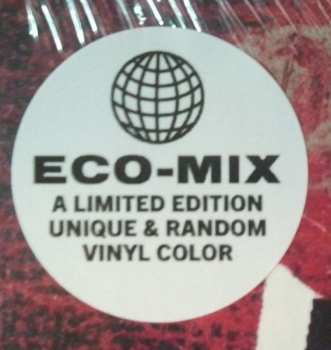 ECO-MIX
A LIMITED EDITION
UNIQUE & RANDOM
VINYL COLOR